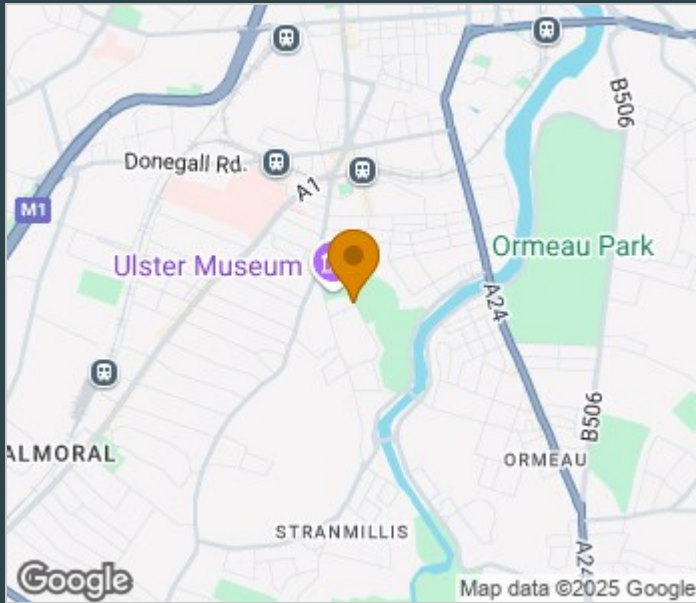 B506
Donegall Rd.
A1
M1
Ulster Museum
Ormeau Park
A24
B506
ALMORAL
ORMEAU
STRANMILLIS
A24
Google
Map data ©2025 Google